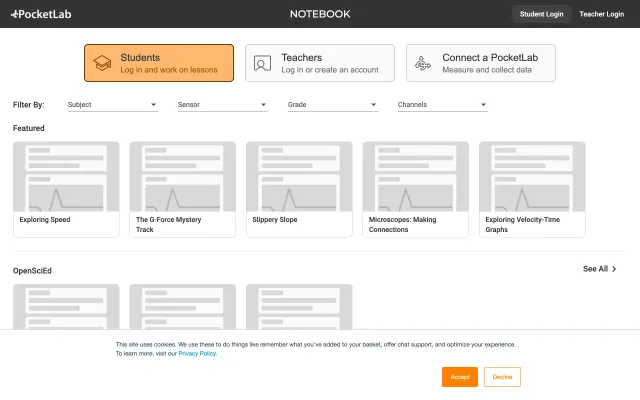 PocketLab
NOTEBOOK
Student Login
Teacher Login
Students
Log in and work on lessons
Teachers
Log in or create an account
Connect a PocketLab
Measure and collect data
Filter By:
Subject
Sensor
Grade
Channels
Featured
Exploring Speed
The G-Force Mystery
Track
Slippery Slope
Microscopes: Making
Connections
Exploring Velocity-Time
Graphs
OpenSciEd
See All
This site uses cookies. We use these to do things like remember what you've added to your basket, offer chat support, and optimize your experience.
To learn more, visit our Privacy Policy.
Accept
Decline